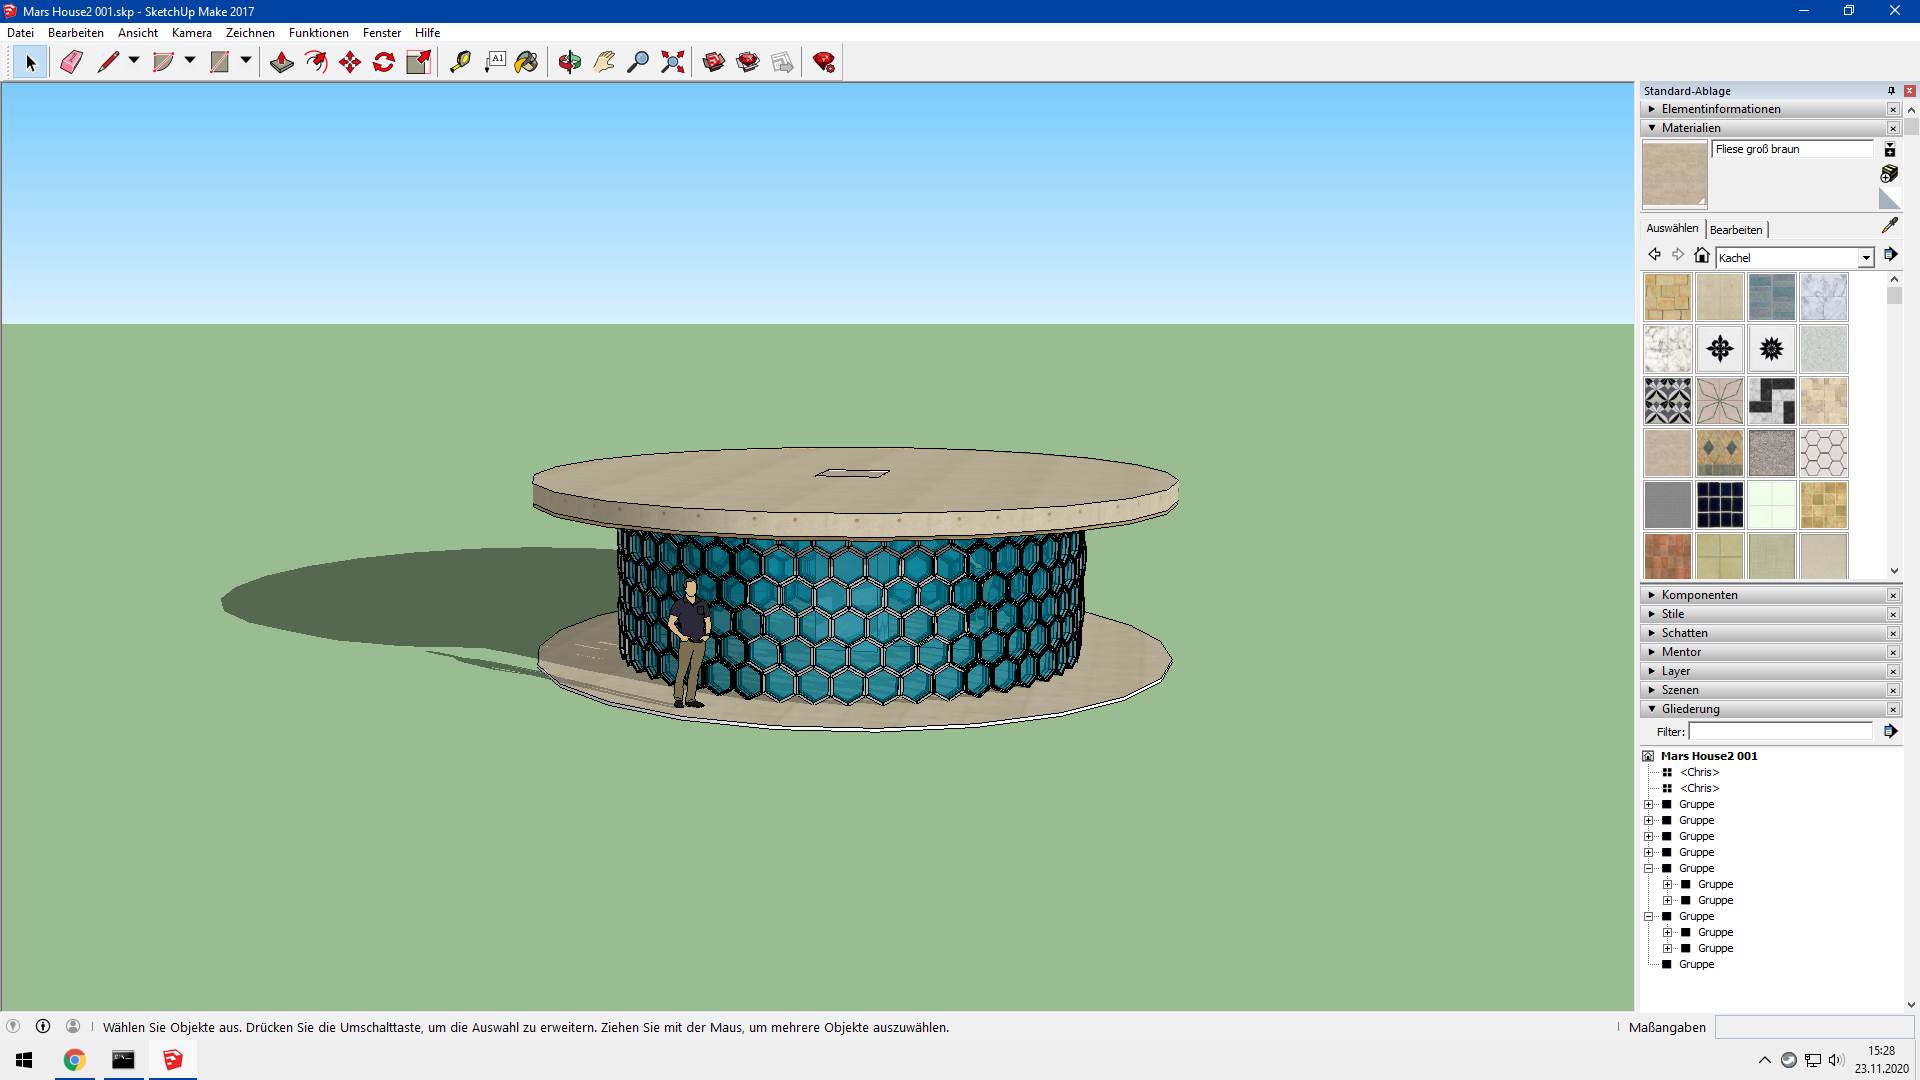 Mars House2 001.skp - SketchUp Make 2017
Datei Bearbeiten Ansicht Kamera Zeichnen Funktionen Fenster Hilfe
A1
Standard-Ablage
Elementinformationen
Materialien
Fliese groß braun
Auswählen Bearbeiten
Kachel
Komponenten
Stile
Schatten
Mentor
Layer
Szenen
Gliederung
Filter:
Mars House2 001
<Chris>
<Chris>
Gruppe
Gruppe
Gruppe
Gruppe
Gruppe
Gruppe
Gruppe
Gruppe
Gruppe
Gruppe
Gruppe
Wählen Sie Objekte aus. Drücken Sie die Umschalttaste, um die Auswahl zu erweitern. Ziehen Sie mit der Maus, um mehrere Objekte auszuwählen.
Maßangaben
15:28
23.11.2020